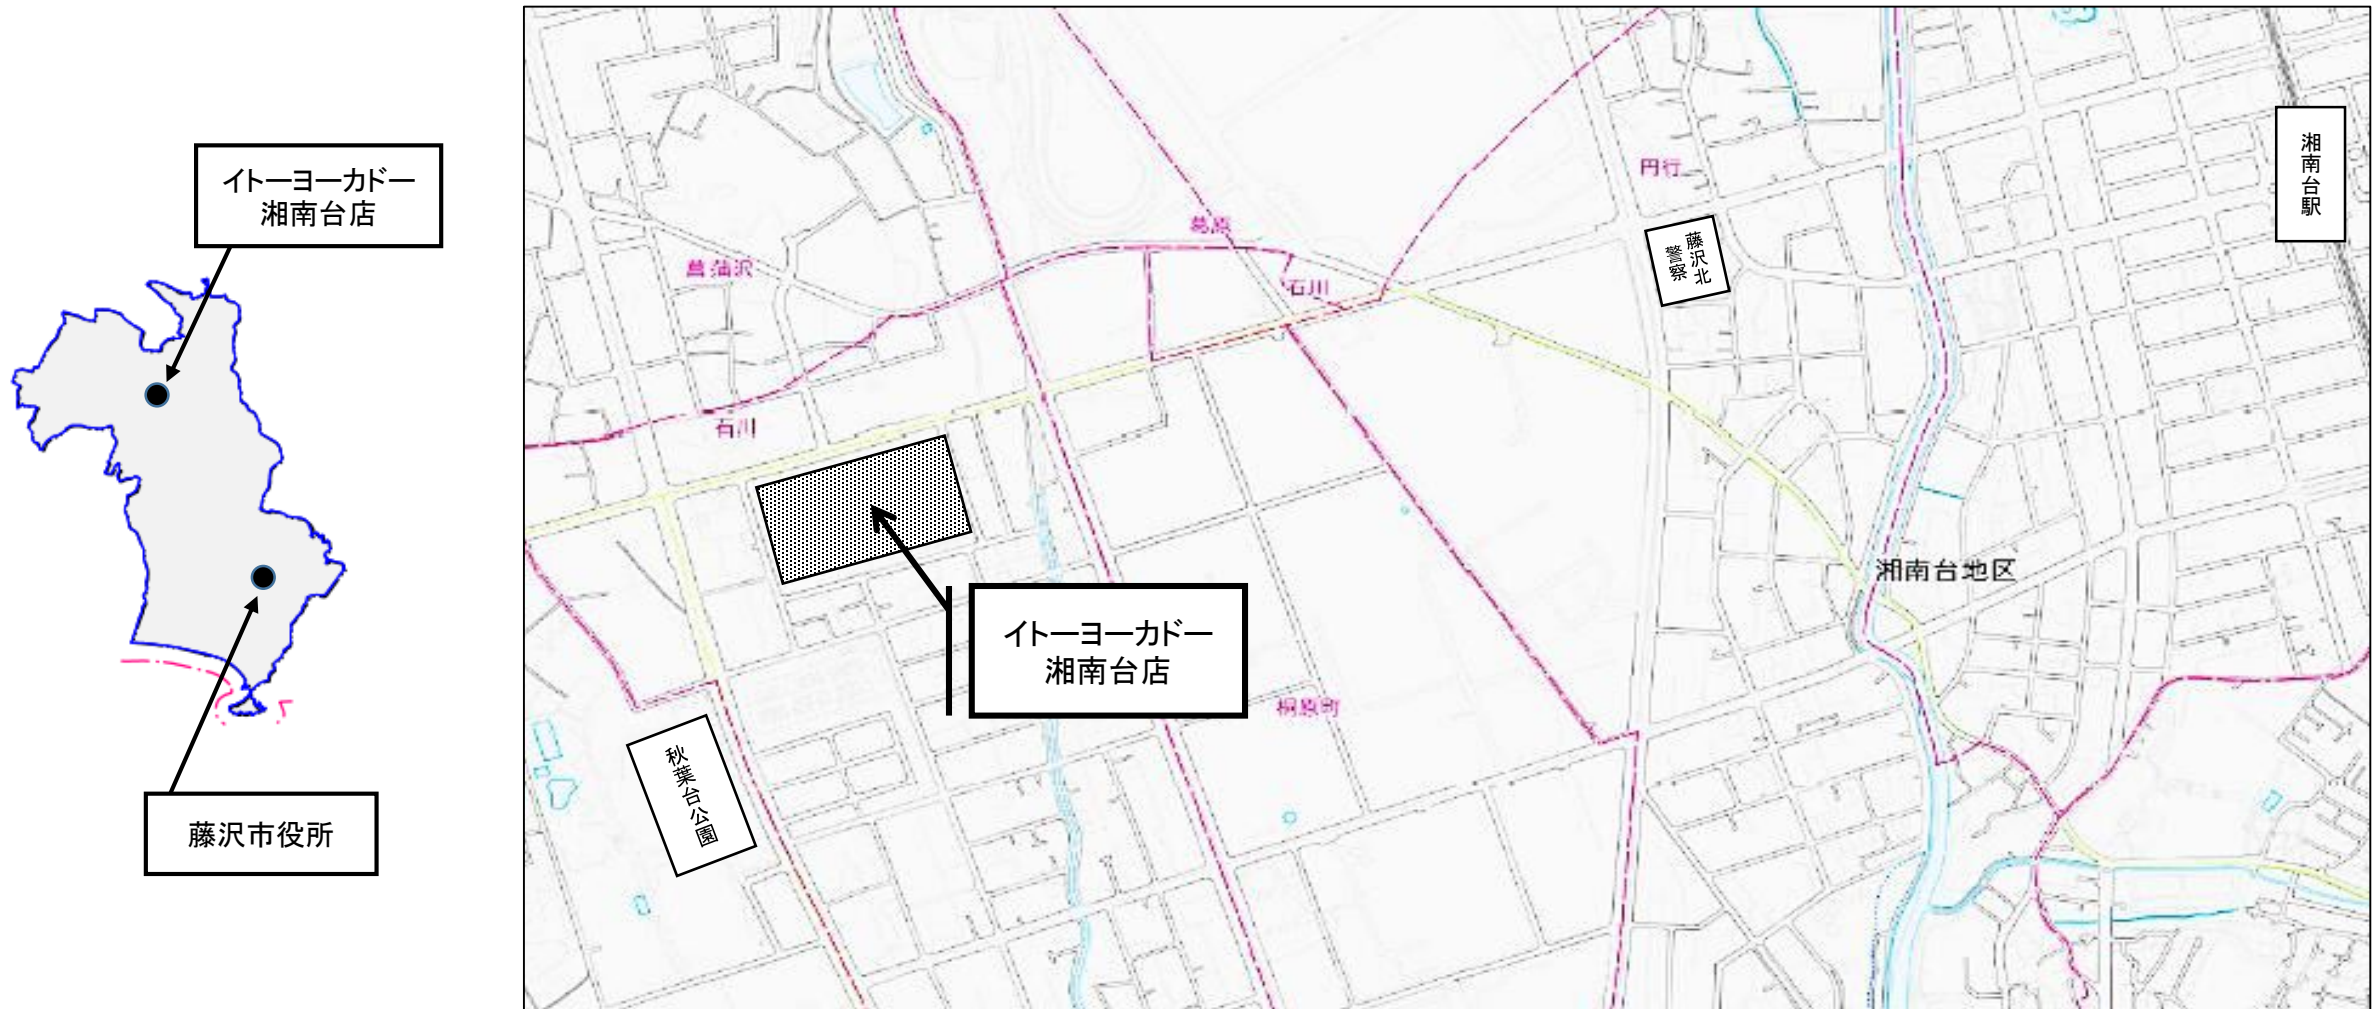 イトーヨーカドー
湘南台店
藤沢市役所
湘南台駅
円行
藤沢北
警察
葛原
菖蒲沢
石川
石川
湘南台地区
イトーヨーカドー
湘南台店
桐原町
秋葉台公園